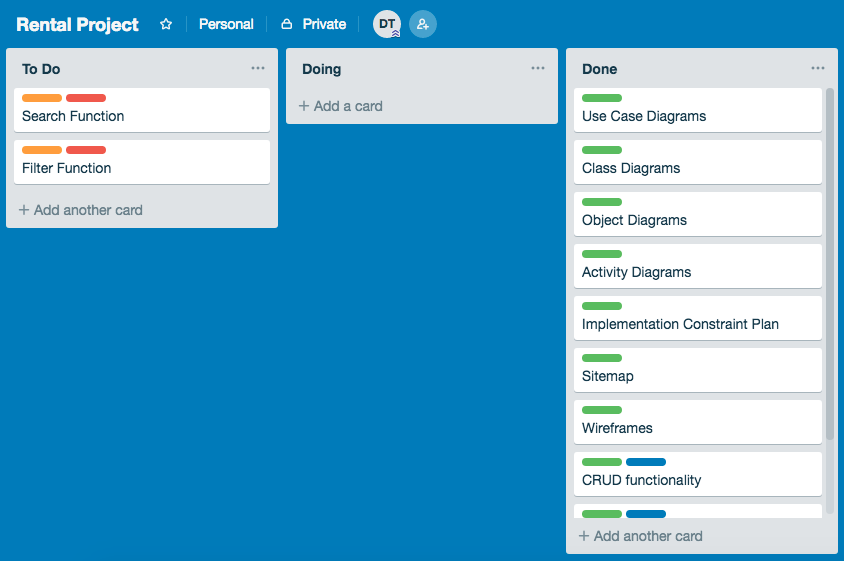 Rental Project Personal Private DT
To Do
Search Function
Filter Function
+ Add another card
Doing
+ Add a card
Done
Use Case Diagrams
Class Diagrams
Object Diagrams
Activity Diagrams
Implementation Constraint Plan
Sitemap
Wireframes
CRUD functionality
+ Add another card